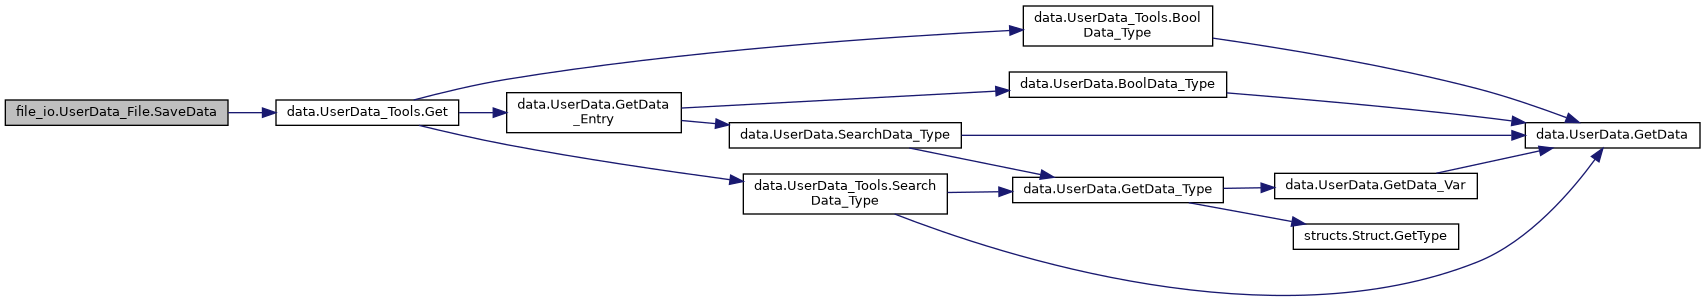 file_io.UserData_File.SaveData
data.UserData_Tools.Get
data.UserData.GetData
_Entry
data.UserData_Tools.Bool
Data_Type
data.UserData.BoolData_Type
data.UserData.SearchData_Type
data.UserData_Tools.Search
Data_Type
data.UserData.GetData_Type
data.UserData.GetData_Var
structs.Struct.GetType
data.UserData.GetData